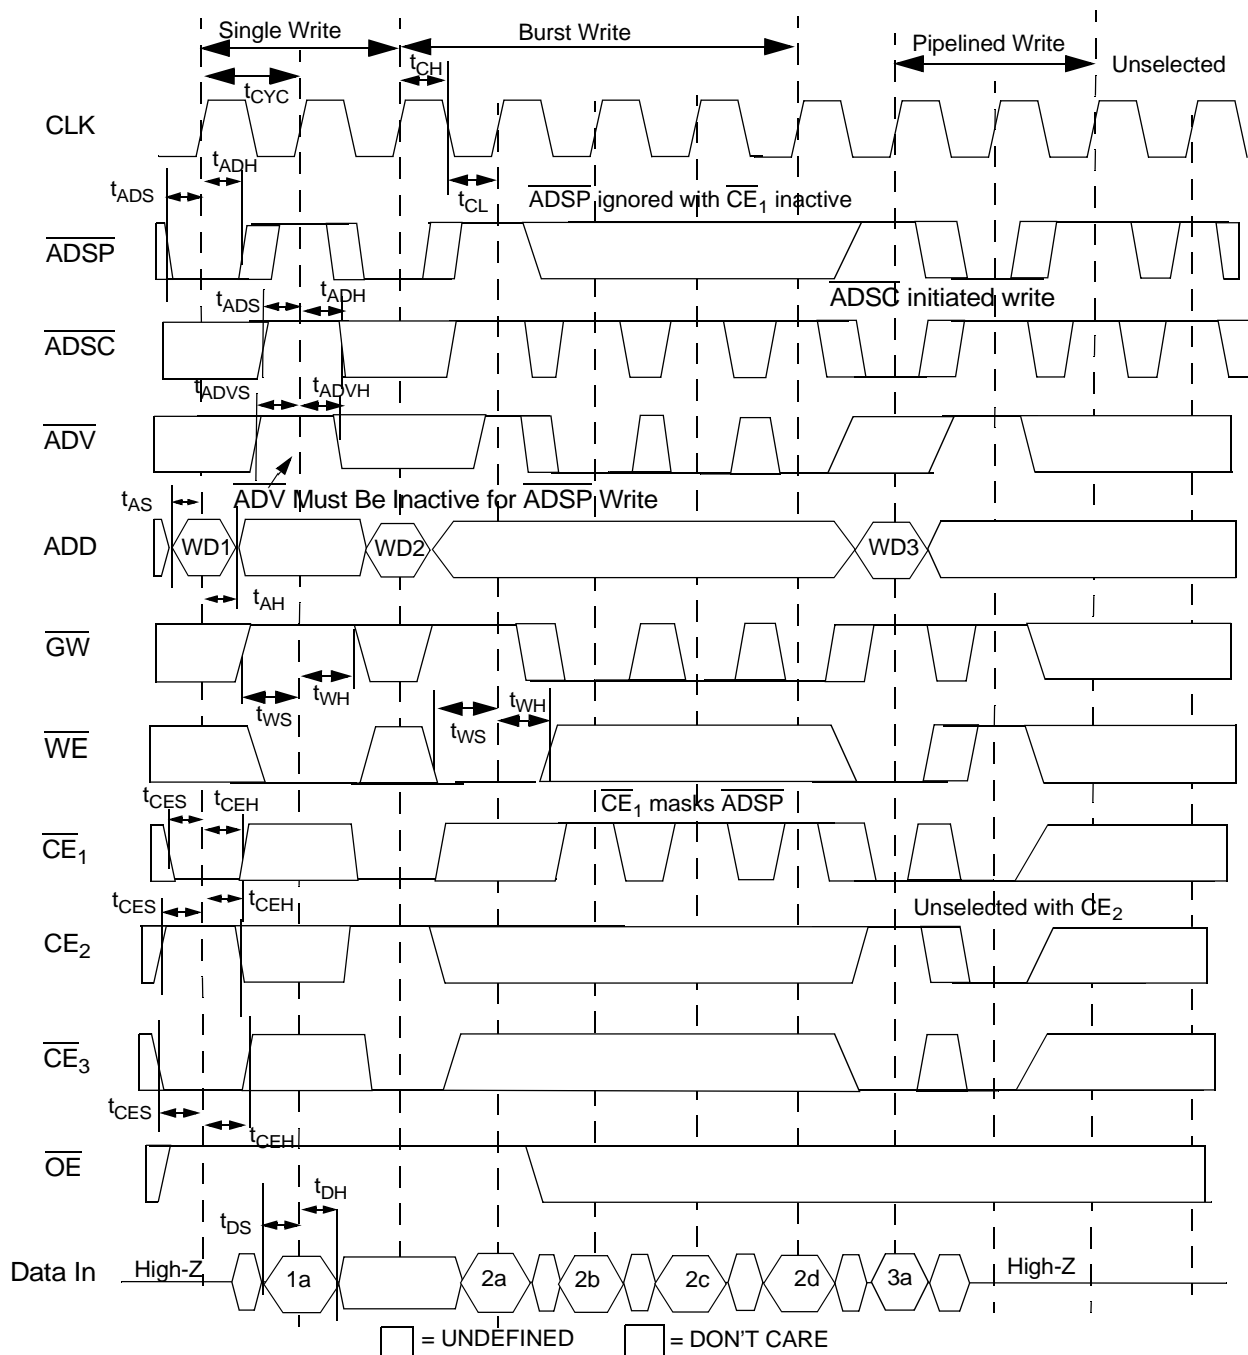 Single Write
Burst Write
Pipelined Write
Unselected
tCYC
tCH
CLK
tADS
tADH
tCL
ADSP ignored with CE1 inactive
ADSP
tADS
tADH
ADSC initiated write
ADSC
tADVS
tADVH
ADV
ADV Must Be Inactive for ADSP Write
tAS
ADD
WD1
WD2
WD3
tAH
GW
tWS
tWH
tWS
tWH
WE
tCES
tCEH
CE1 masks ADSP
CE1
tCES
tCEH
Unselected with CE2
CE2
CE3
tCES
tCEH
OE
tDH
tDS
Data In
High-Z
1a
2a
2b
2c
2d
3a
High-Z
= UNDEFINED
= DON'T CARE